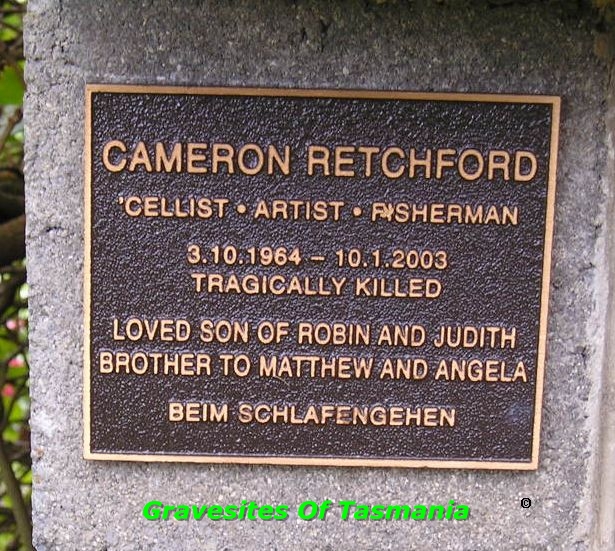 CAMERON RETCHFORD
'CELLIST • ARTIST • FISHERMAN
3.10.1964 – 10.1.2003
TRAGICALLY KILLED
LOVED SON OF ROBIN AND JUDITH
BROTHER TO MATTHEW AND ANGELA
BEIM SCHLAFENGEHEN
Gravesites Of Tasmania ©